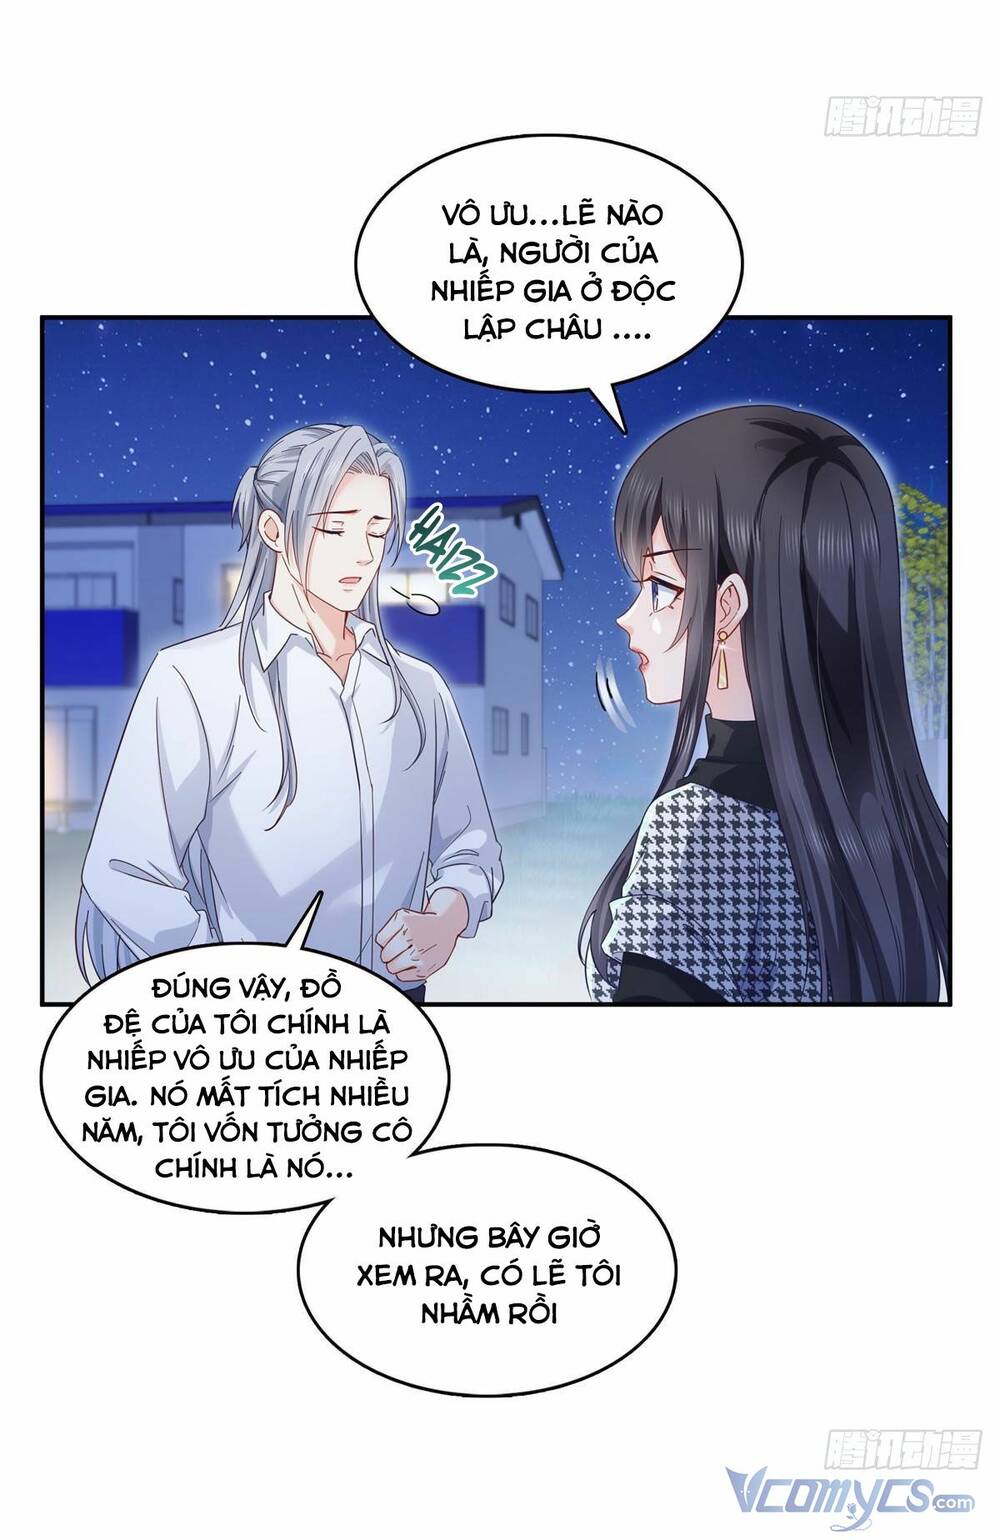 腾讯动漫
VÔ ƯU...LẼ NÀO
LÀ, NGƯỜI CỦA
NHIẾP GIA Ở ĐỘC
LẬP CHÂU ....
HAIZZ
ĐÚNG VẬY, ĐỒ
ĐỆ CỦA TÔI CHÍNH LÀ
NHIẾP VÔ ƯU CỦA NHIẾP
GIA. NÓ MẤT TÍCH NHIỀU
NĂM, TÔI VỐN TƯỞNG CÔ
CHÍNH LÀ NÓ...
NHƯNG BÂY GIỜ
XEM RA, CÓ LẼ TÔI
NHẦM RỒI
腾讯动漫
VCOMYCS.com